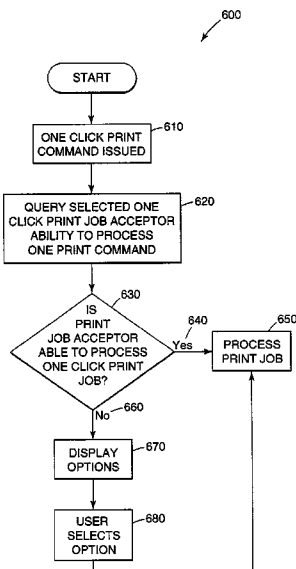 600
START
610
ONE CLICK PRINT
COMMAND ISSUED
620
QUERY SELECTED ONE
CLICK PRINT JOB ACCEPTOR
ABILITY TO PROCESS
ONE PRINT COMMAND
630
IS
PRINT
JOB ACCEPTOR
ABLE TO PROCESS
ONE CLICK PRINT
JOB?
640
Yes
650
PROCESS
PRINT JOB
660
No
670
DISPLAY
OPTIONS
680
USER
SELECTS
OPTION